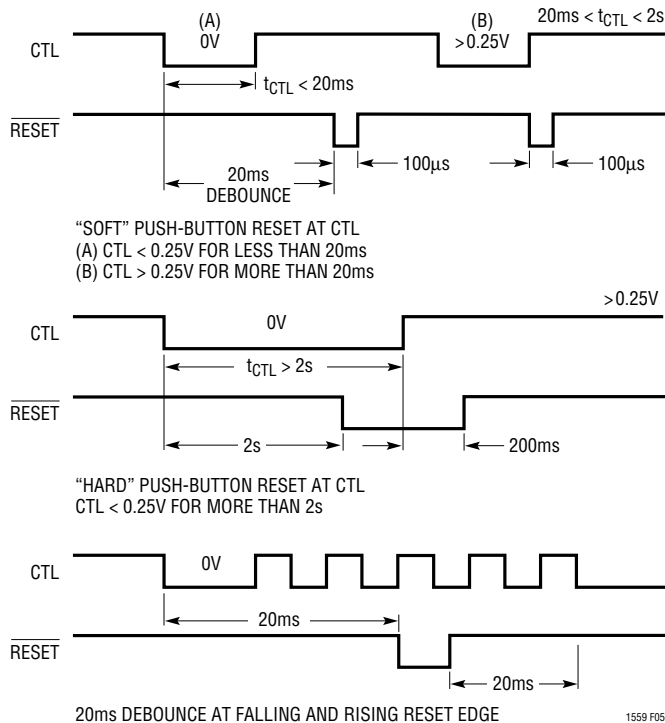 (A) (B) 20ms < tCTL < 2s
CTL 0V >0.25V
tCTL < 20ms
RESET
100µs 100µs
20ms
DEBOUNCE
“SOFT” PUSH-BUTTON RESET AT CTL
(A) CTL < 0.25V FOR LESS THAN 20ms
(B) CTL > 0.25V FOR MORE THAN 20ms
>0.25V
CTL 0V
tCTL > 2s
RESET
2s 200ms
“HARD” PUSH-BUTTON RESET AT CTL
CTL < 0.25V FOR MORE THAN 2s
CTL 0V
20ms
RESET
20ms
20ms DEBOUNCE AT FALLING AND RISING RESET EDGE 1559 F05